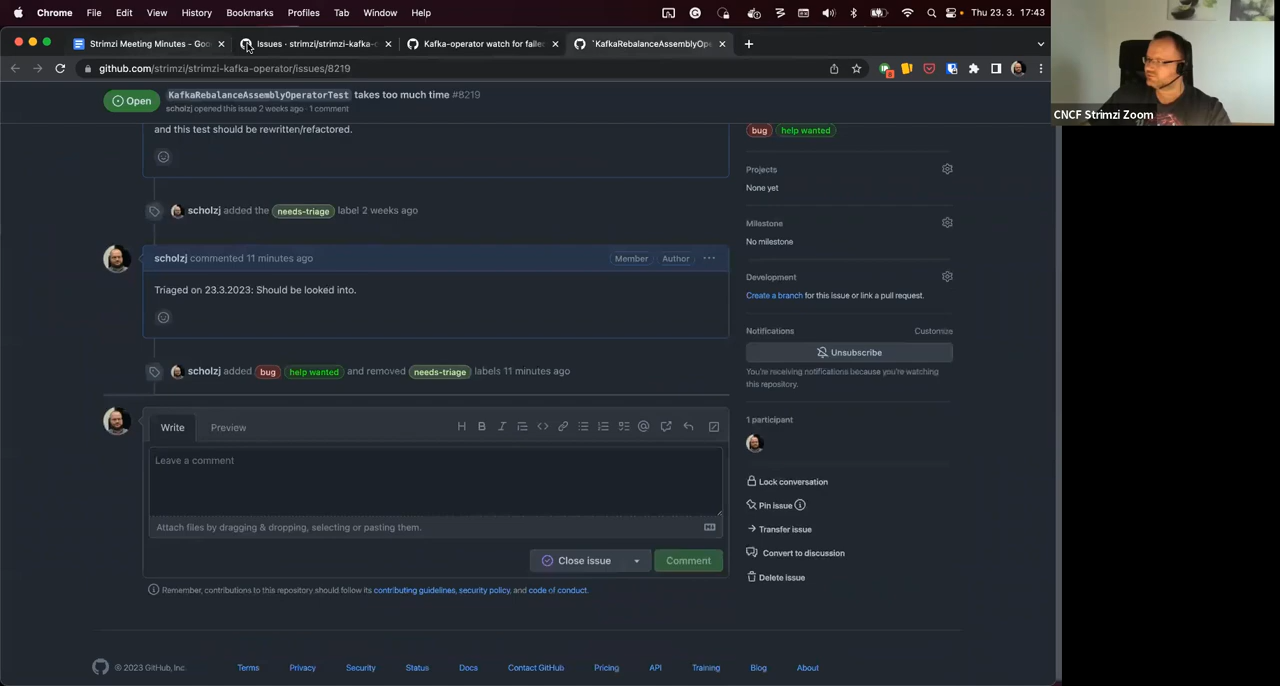 Chrome File Edit View History Bookmarks Profiles Tab Window Help Thu 23. 3. 17:43
Strimzi Meeting Minutes - Goo
Issues · strimzi/strimzi-kafka-
Kafka-operator watch for failed
`KafkaRebalanceAssemblyOpe
github.com/strimzi/strimzi-kafka-operator/issues/8219
CNCF Strimzi Zoom
Open
KafkaRebalanceAssemblyOperatorTest takes too much time #8219
scholzj opened this issue 2 weeks ago · 1 comment
and this test should be rewritten/refactored.
scholzj added the needs-triage label 2 weeks ago
scholzj commented 11 minutes ago
Member Author
Triaged on 23.3.2023: Should be looked into.
scholzj added bug help wanted and removed needs-triage labels 11 minutes ago
Write Preview
Leave a comment
Attach files by dragging & dropping, selecting or pasting them.
Close issue
Comment
Remember, contributions to this repository should follow its contributing guidelines, security policy, and code of conduct.
bug help wanted
Projects
None yet
Milestone
No milestone
Development
Create a branch for this issue or link a pull request.
Notifications Customize
Unsubscribe
You're receiving notifications because you're watching
this repository.
1 participant
Lock conversation
Pin issue
Transfer issue
Convert to discussion
Delete issue
© 2023 GitHub, Inc. Terms Privacy Security Status Docs Contact GitHub Pricing API Training Blog About